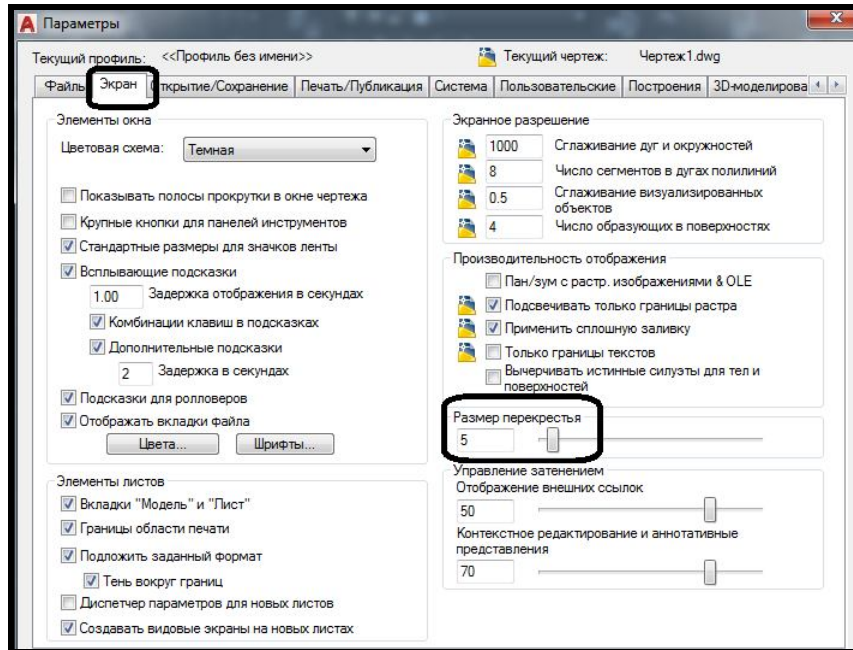 Параметры
Текущий профиль: <<Профиль без имени>>
Текущий чертеж: Чертеж1.dwg
Файлы Экран Открытие/Сохранение Печать/Публикация Система Пользовательские Построения 3D-моделирова
Элементы окна
Цветовая схема: Темная
Показывать полосы прокрутки в окне чертежа
Крупные кнопки для панелей инструментов
Стандартные размеры для значков ленты
Всплывающие подсказки
1.00 Задержка отображения в секундах
Комбинации клавиш в подсказках
Дополнительные подсказки
2 Задержка в секундах
Подсказки для ролловеров
Отображать вкладки файла
Цвета... Шрифты...
Элементы листов
Вкладки "Модель" и "Лист"
Границы области печати
Подложить заданный формат
Тень вокруг границ
Диспетчер параметров для новых листов
Создавать видовые экраны на новых листах
Экранное разрешение
1000 Сглаживание дуг и окружностей
8 Число сегментов в дугах полилиний
0.5 Сглаживание визуализированных
объектов
4 Число образующих в поверхностях
Производительность отображения
Пан/зум с растр. изображениями & OLE
Подсвечивать только границы растра
Применить сплошную заливку
Только границы текстов
Вычерчивать истинные силуэты для тел и
поверхностей
Размер перекрестья
5
Управление затенением
Отображение внешних ссылок
50
Контекстное редактирование и аннотативные
представления
70